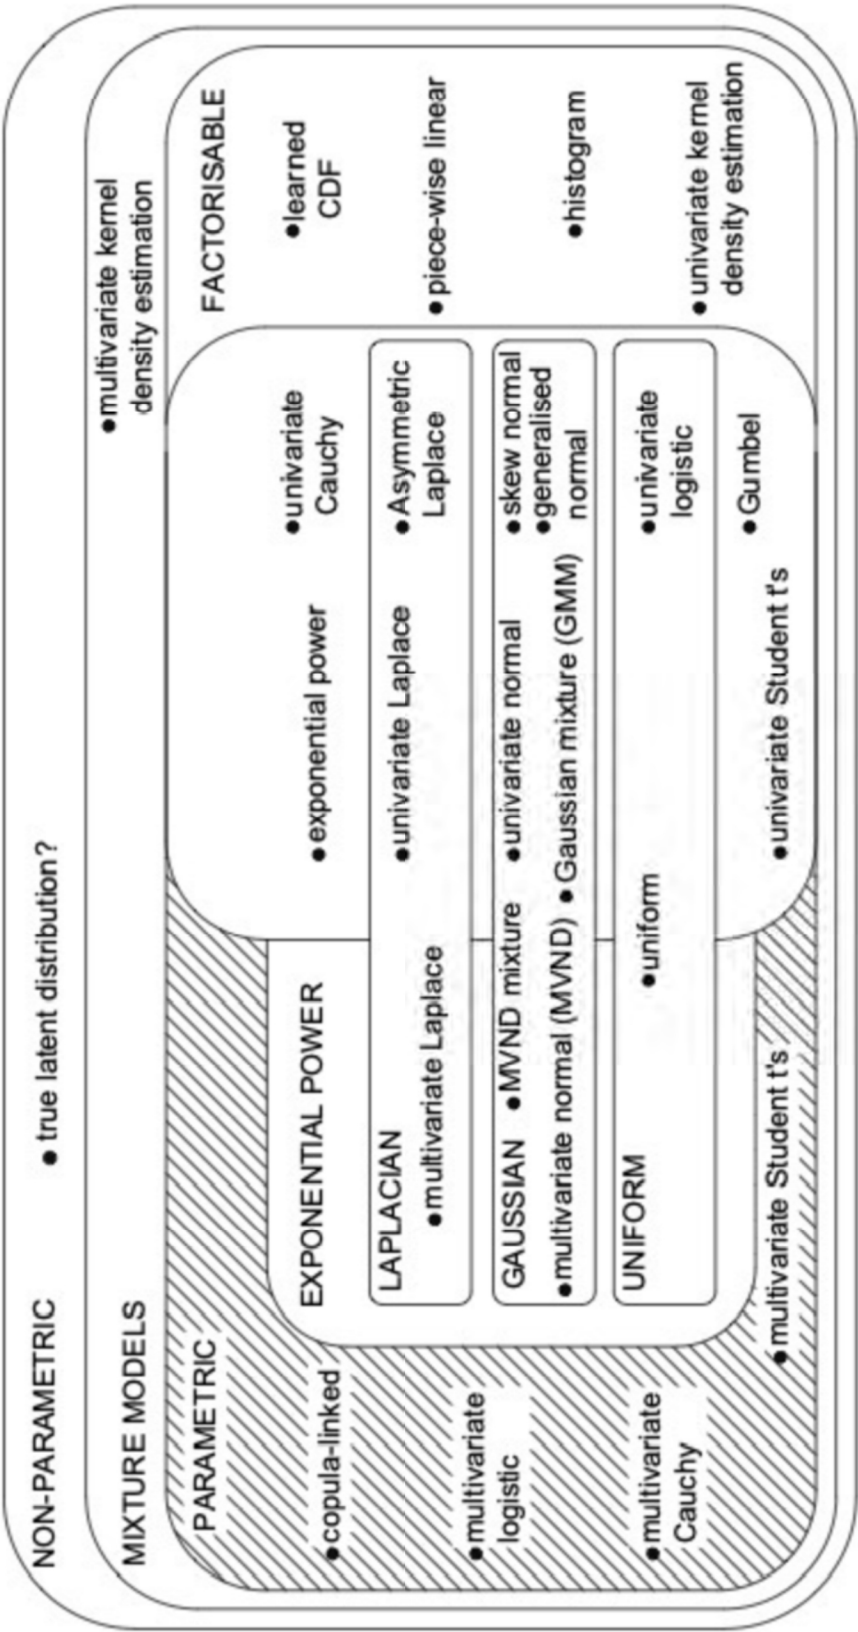 NON-PARAMETRIC
● true latent distribution?
MIXTURE MODELS
●multivariate kernel
density estimation
PARAMETRIC
FACTORISABLE
●copula-linked
●multivariate
logistic
●multivariate
Cauchy
●multivariate Student t's
EXPONENTIAL POWER
●exponential power
●univariate
Cauchy
LAPLACIAN
●multivariate Laplace
●univariate Laplace
●Asymmetric
Laplace
GAUSSIAN
●MVND mixture
●multivariate normal (MVND)
●univariate normal
●Gaussian mixture (GMM)
●skew normal
●generalised
normal
UNIFORM
●uniform
●univariate
logistic
●univariate Student t's
●Gumbel
●learned
CDF
●piece-wise linear
●histogram
●univariate kernel
density estimation